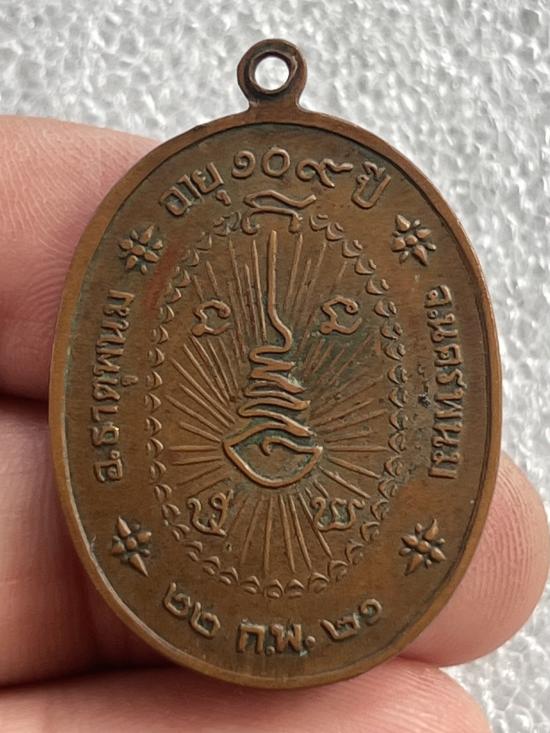 อายุ ๑๐๙ ปี
อ.ธาตุพนม
จ.นครพนม
๒๒ ก.พ. ๒๑